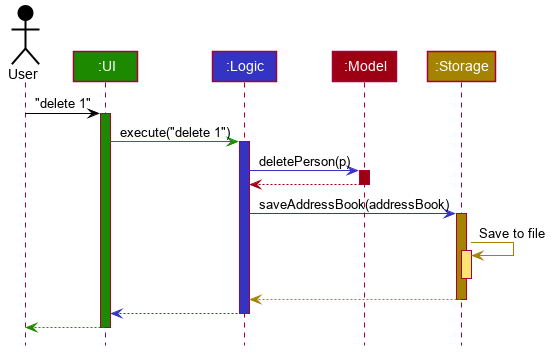 User
:UI
:Logic
:Model
:Storage
"delete 1"
execute("delete 1")
deletePerson(p)
saveAddressBook(addressBook)
Save to file